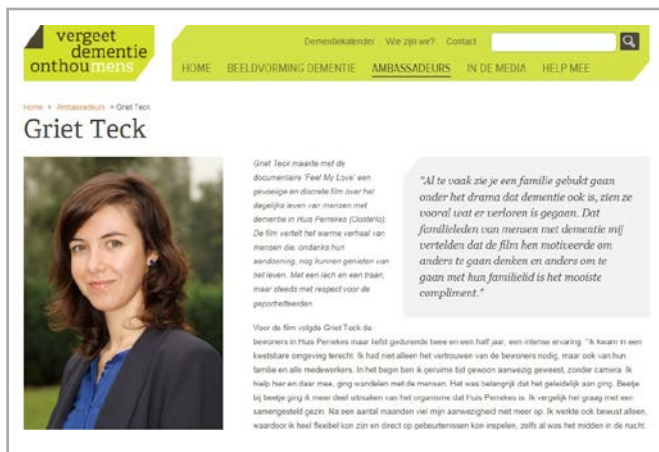 vergeet
dementie
onthoumens
Dementiekalender Wie zijn we? Contact
HOME BEELDVORMING DEMENTIE AMBASSADEURS IN DE MEDIA HELP MEE
Home » Ambassadeurs » Griet Teck
Griet Teck
Griet Teck maakte met de
documentaire 'Feel My Love' een
gevoelige en discrete film over het
dagelijks leven van mensen met
dementie in Huis Perrekes (Oosterlo).
De film vertelt het warme verhaal van
mensen die, ondanks hun
aandoening, nog kunnen genieten van
het leven. Met een lach en een traan,
maar steeds met respect voor de
geportretteerden.
"Al te vaak zie je een familie gebukt gaan
onder het drama dat dementie ook is, zien ze
vooral wat er verloren is gegaan. Dat
familieleden van mensen met dementie mij
vertelden dat de film hen motiveerde om
anders te gaan denken en anders om te
gaan met hun familielid is het mooiste
compliment."
Voor de film volgde Griet Teck de
bewoners in Huis Perrekes maar liefst gedurende twee en een half jaar, een intense ervaring. "Ik kwam in een
kwetsbare omgeving terecht. Ik had niet alleen het vertrouwen van de bewoners nodig, maar ook van hun
familie en alle medewerkers. In het begin ben ik geruime tijd gewoon aanwezig geweest, zonder camera. Ik
hielp hier en daar mee, ging wandelen met de mensen. Het was belangrijk dat het geleidelijk aan ging. Beetje
bij beetje ging ik meer deel uitmaken van het organisme dat Huis Perrekes is. Ik vergelijk het graag met een
samengesteld gezin. Na een aantal maanden viel mijn aanwezigheid niet meer op. Ik werkte ook bewust alleen,
waardoor ik heel flexibel kon zijn en direct op gebeurtenissen kon inspelen, zelfs al was het midden in de nacht.